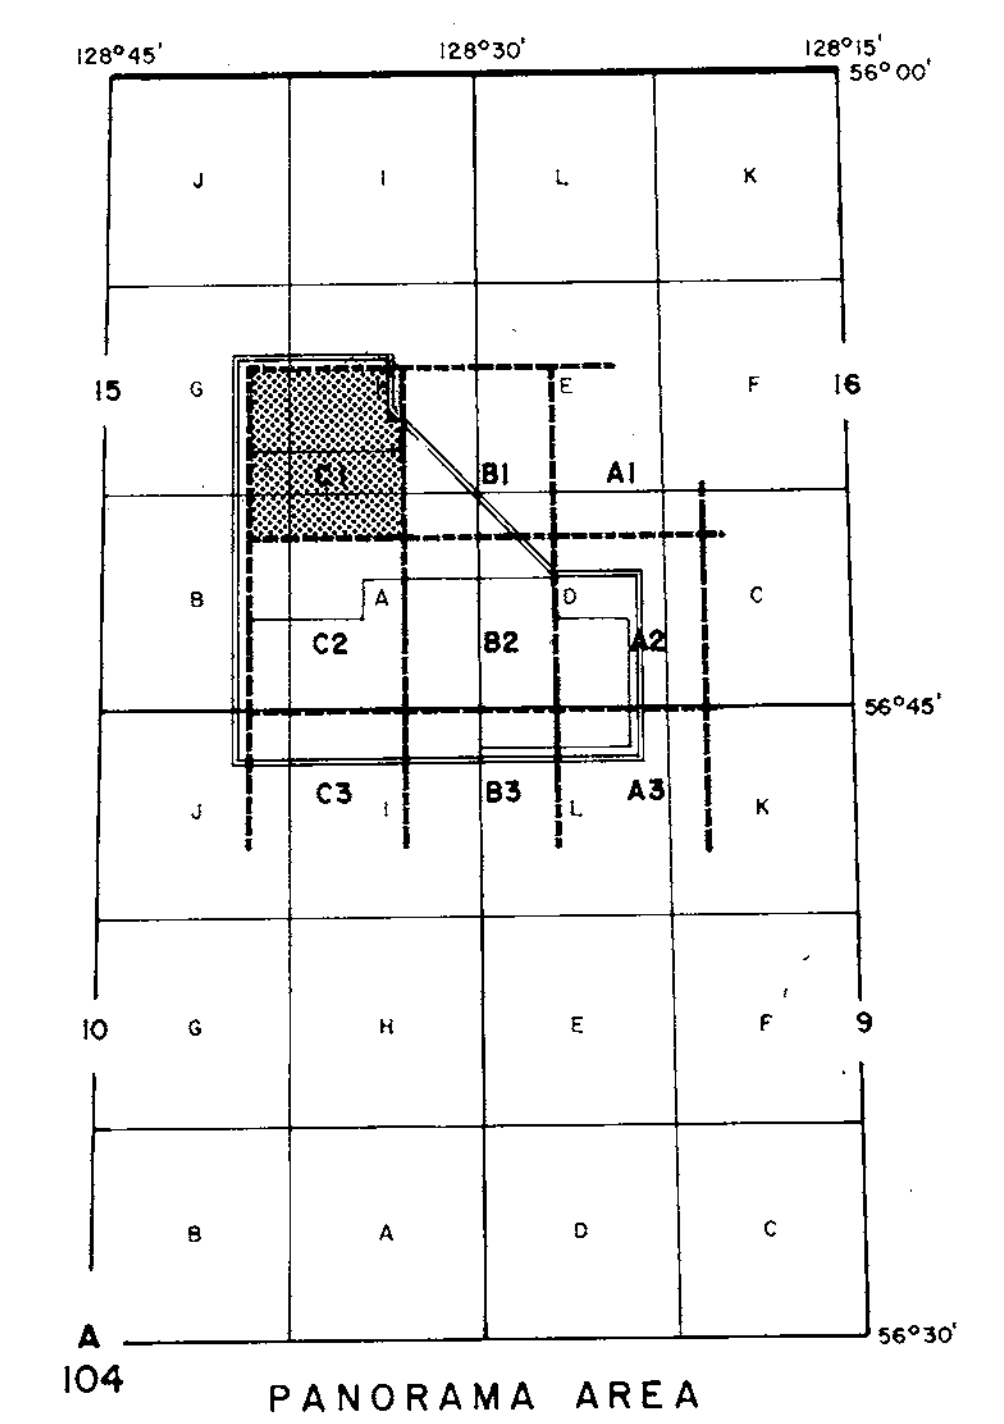 128°45' 128°30' 128°15'
56°00'
J I L K
15 G H E F 16
C1 B1 A1
B A D C
C2 B2 A2
56°45'
C3 B3 A3
J I L K
10 G H E F 9
B A D C
A
104
56°30'
PANORAMA AREA